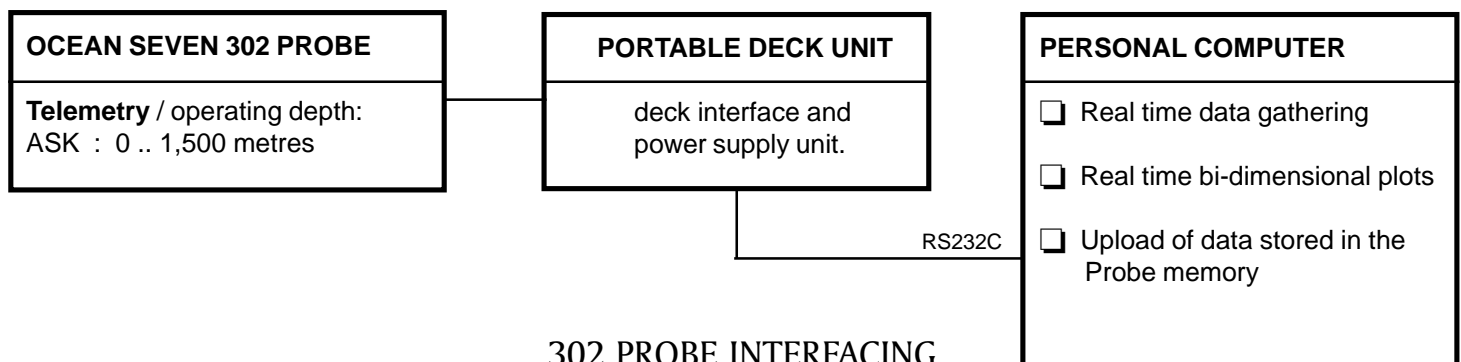 OCEAN SEVEN 302 PROBE
Telemetry / operating depth:
ASK : 0 .. 1,500 metres
PORTABLE DECK UNIT
deck interface and
power supply unit.
RS232C
PERSONAL COMPUTER
❏ Real time data gathering
❏ Real time bi-dimensional plots
❏ Upload of data stored in the
Probe memory
302 PROBE INTERFACING